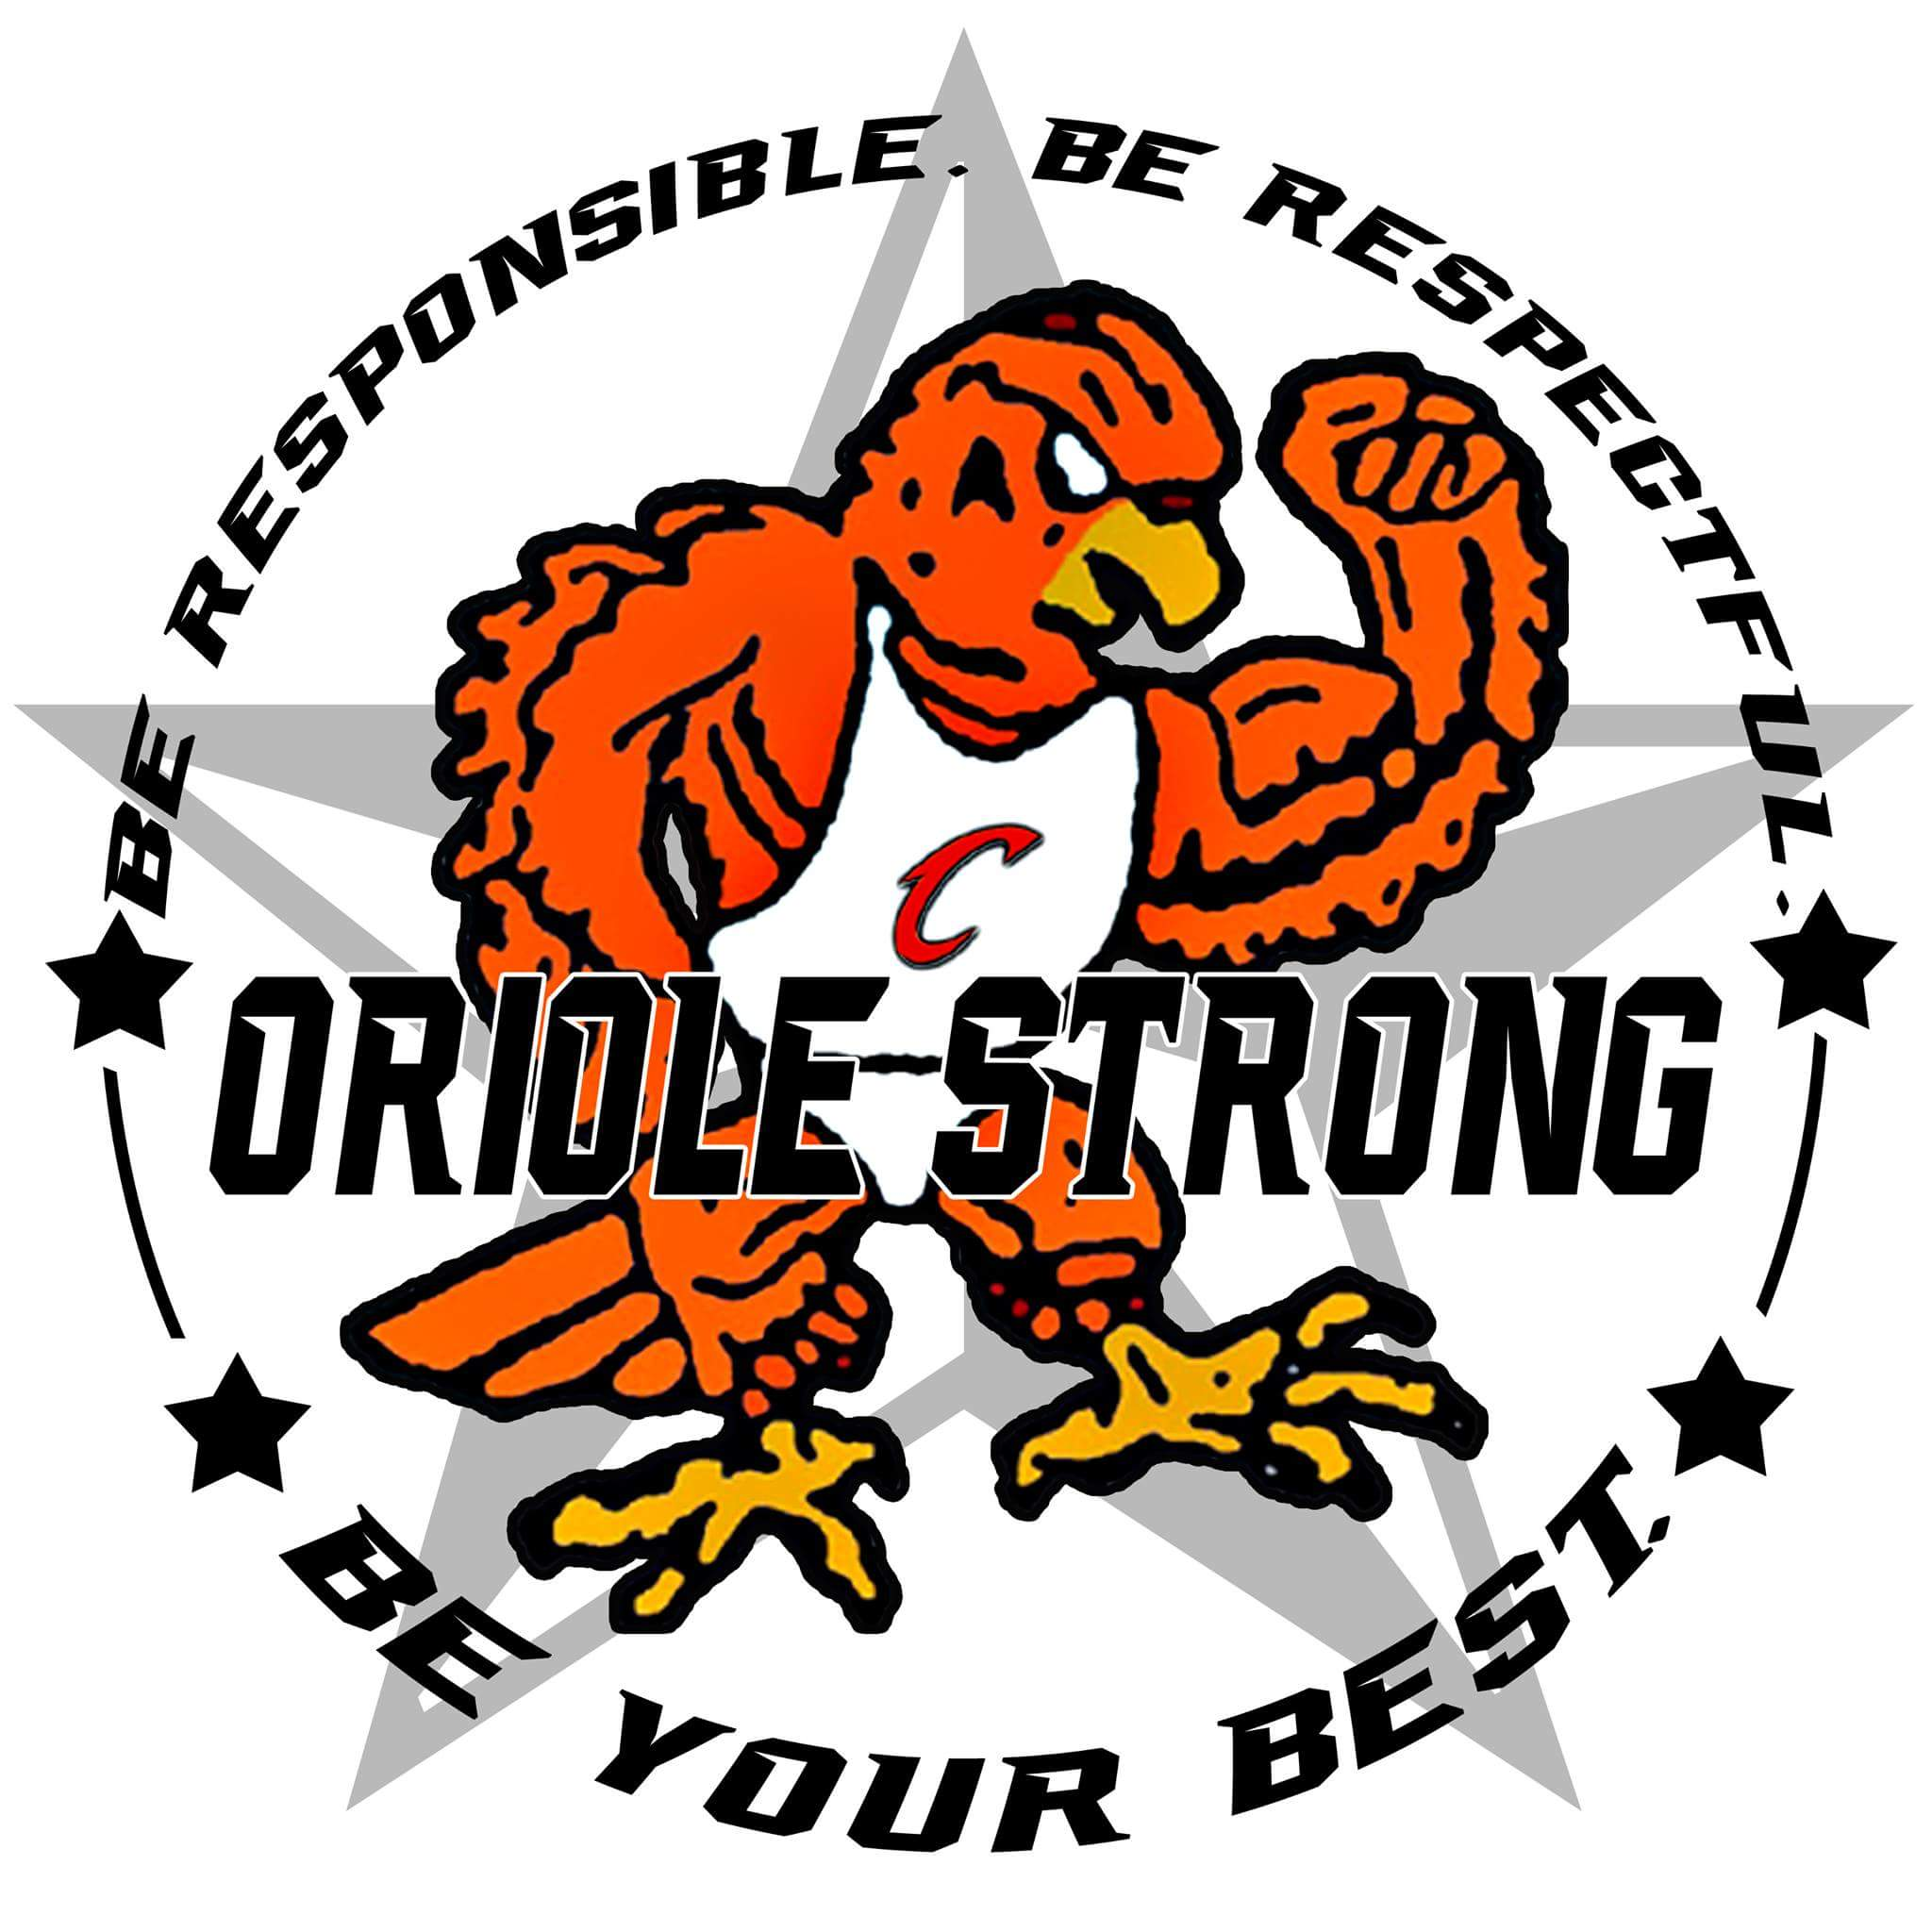 BE RESPONSIBLE. BE RESPECTFUL.
C
ORIOLE STRONG
BE YOUR BEST.